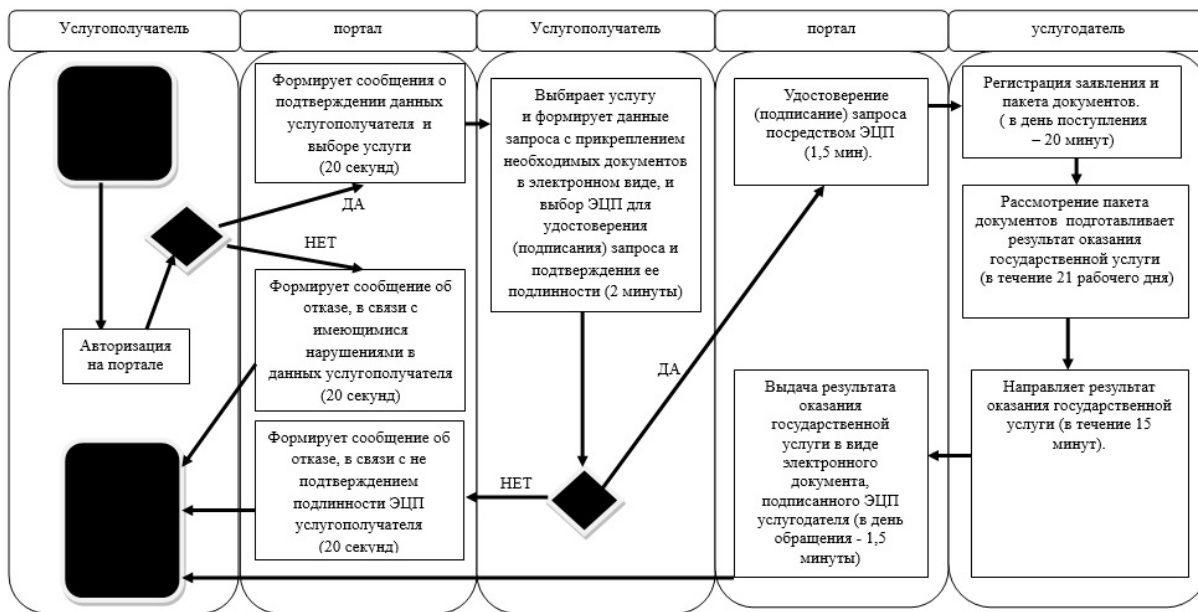 Услугополучатель
портал
Услугополучатель
портал
услугодатель
Авторизация
на портале
Формирует сообщения о
подтверждении данных
услугополучателя и
выборе услуги
(20 секунд)
ДА
НЕТ
Формирует сообщение об
отказе, в связи с
имеющимися
нарушениями в
данных услугополучателя
(20 секунд)
Формирует сообщение об
отказе, в связи с не
подтверждением
подлинности ЭЦП
услугополучателя
(20 секунд)
Выбирает услугу
и формирует данные
запроса с прикреплением
необходимых документов
в электронном виде, и
выбор ЭЦП для
удостоверения
(подписания) запроса и
подтверждения ее
подлинности (2 минуты)
НЕТ
ДА
Удостоверение
(подписание) запроса
посредством ЭЦП
(1,5 мин).
Регистрация заявления и
пакета документов.
( в день поступления
– 20 минут)
Рассмотрение пакета
документов подготавливает
результат оказания
государственной услуги
(в течение 21 рабочего дня)
Направляет результат
оказания государственной
услуги (в течение 15
минут).
Выдача результата
оказания
государственной
услуги в виде
электронного
документа,
подписанного ЭЦП
услугодателя (в день
обращения - 1,5
минуты)